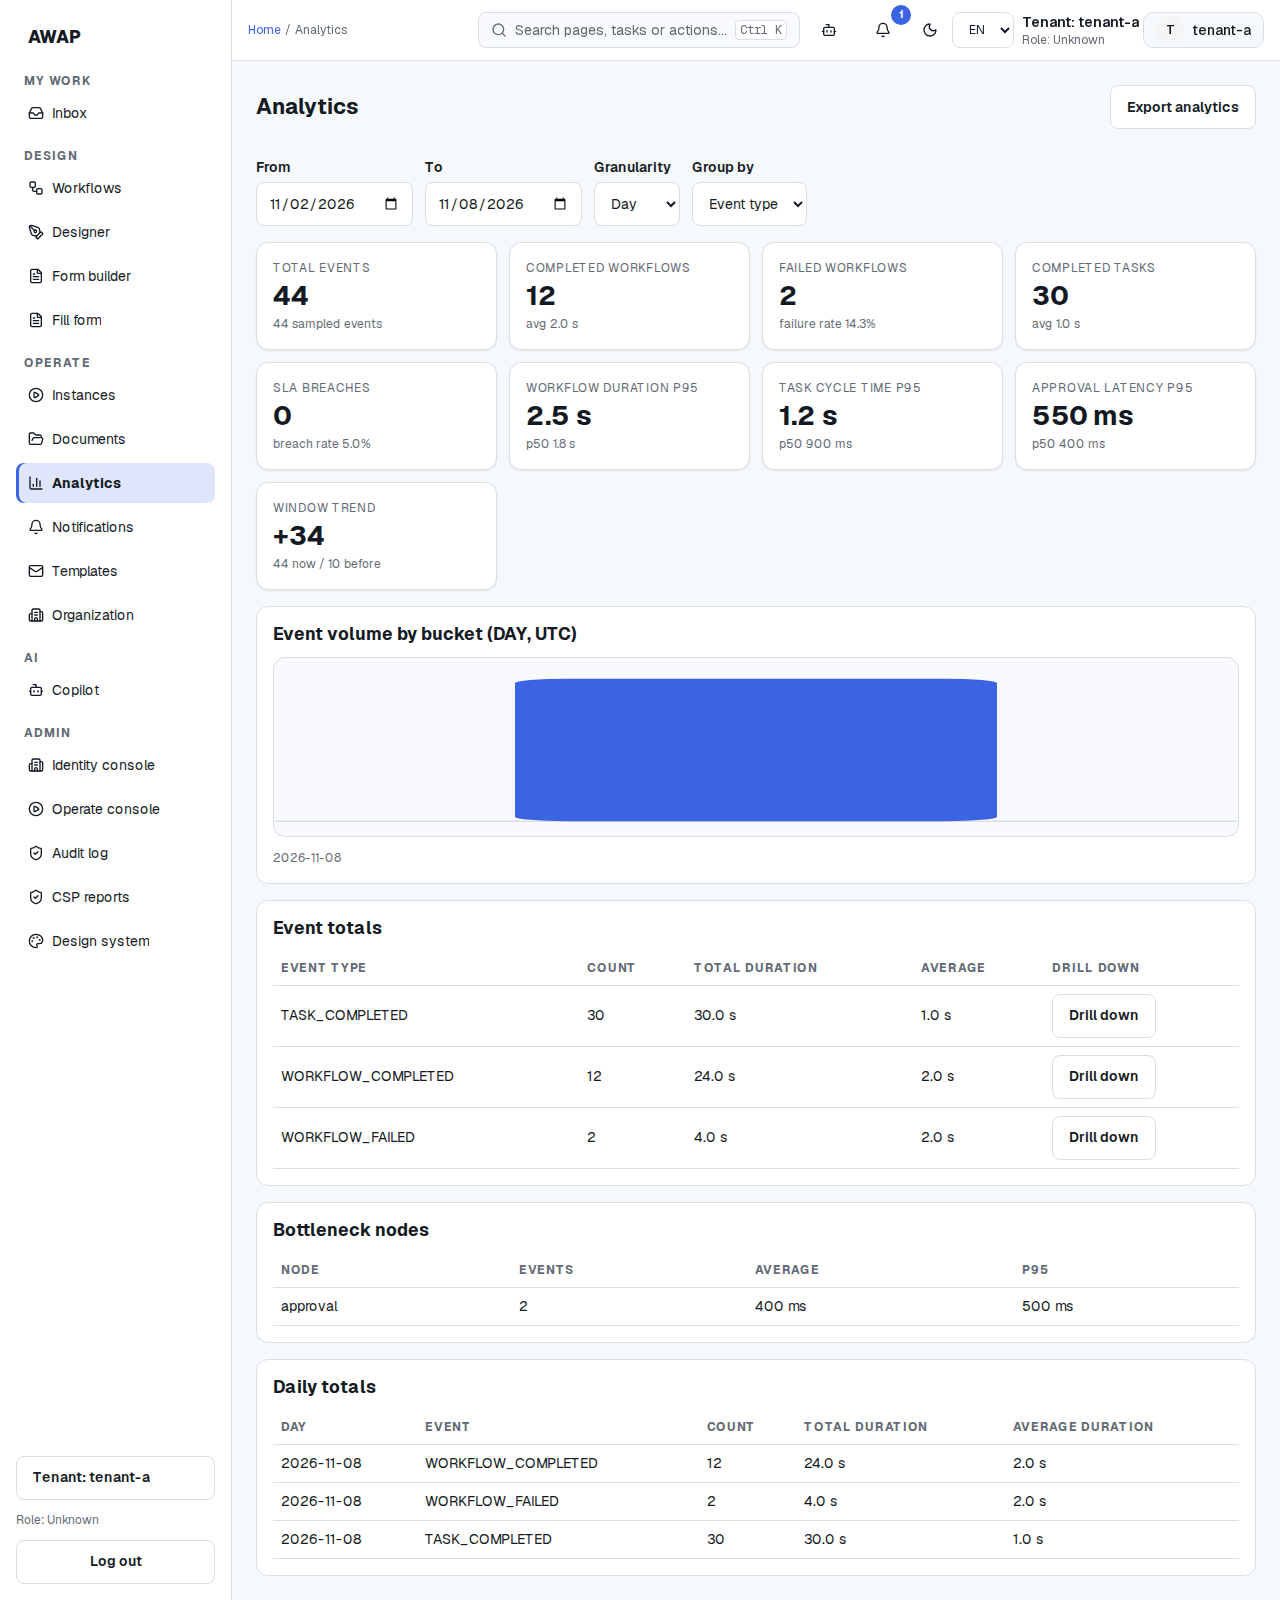 AWAP
MY WORK
Inbox
DESIGN
Workflows
Designer
Form builder
Fill form
OPERATE
Instances
Documents
Analytics
Notifications
Templates
Organization
AI
Copilot
ADMIN
Identity console
Operate console
Audit log
CSP reports
Design system
Tenant: tenant-a
Role: Unknown
Log out
Home / Analytics
Search pages, tasks or actions... Ctrl K
1
EN
Tenant: tenant-a
Role: Unknown
T tenant-a
Analytics
Export analytics
From To Granularity Group by
11/02/2026 11/08/2026 Day Event type
TOTAL EVENTS
44
44 sampled events
COMPLETED WORKFLOWS
12
avg 2.0 s
FAILED WORKFLOWS
2
failure rate 14.3%
COMPLETED TASKS
30
avg 1.0 s
SLA BREACHES
0
breach rate 5.0%
WORKFLOW DURATION P95
2.5 s
p50 1.8 s
TASK CYCLE TIME P95
1.2 s
p50 900 ms
APPROVAL LATENCY P95
550 ms
p50 400 ms
WINDOW TREND
+34
44 now / 10 before
Event volume by bucket (DAY, UTC)
2026-11-08
Event totals
EVENT TYPE COUNT TOTAL DURATION AVERAGE DRILL DOWN
TASK_COMPLETED 30 30.0 s 1.0 s Drill down
WORKFLOW_COMPLETED 12 24.0 s 2.0 s Drill down
WORKFLOW_FAILED 2 4.0 s 2.0 s Drill down
Bottleneck nodes
NODE EVENTS AVERAGE P95
approval 2 400 ms 500 ms
Daily totals
DAY EVENT COUNT TOTAL DURATION AVERAGE DURATION
2026-11-08 WORKFLOW_COMPLETED 12 24.0 s 2.0 s
2026-11-08 WORKFLOW_FAILED 2 4.0 s 2.0 s
2026-11-08 TASK_COMPLETED 30 30.0 s 1.0 s